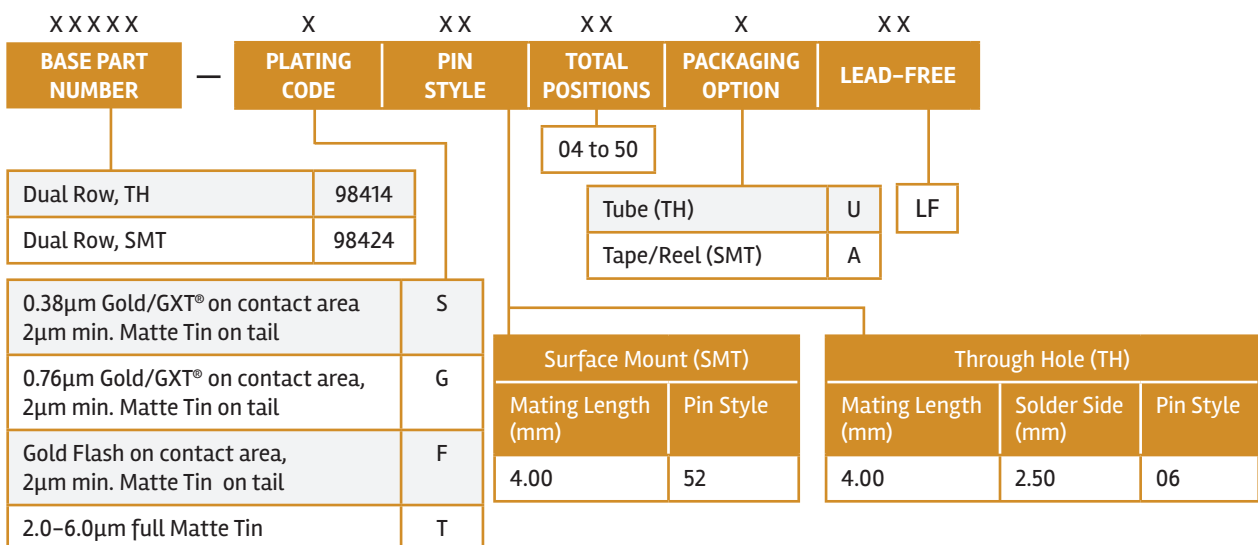 X X X X X X X X X X X X X
BASE PART NUMBER — PLATING CODE PIN STYLE TOTAL POSITIONS PACKAGING OPTION LEAD-FREE
04 to 50
Dual Row, TH 98414
Dual Row, SMT 98424
Tube (TH) U
Tape/Reel (SMT) A
LF
0.38µm Gold/GXT® on contact area
2µm min. Matte Tin on tail S
0.76µm Gold/GXT® on contact area,
2µm min. Matte Tin on tail G
Gold Flash on contact area,
2µm min. Matte Tin on tail F
2.0–6.0µm full Matte Tin T
Surface Mount (SMT)
Mating Length (mm) Pin Style
4.00 52
Through Hole (TH)
Mating Length (mm) Solder Side (mm) Pin Style
4.00 2.50 06